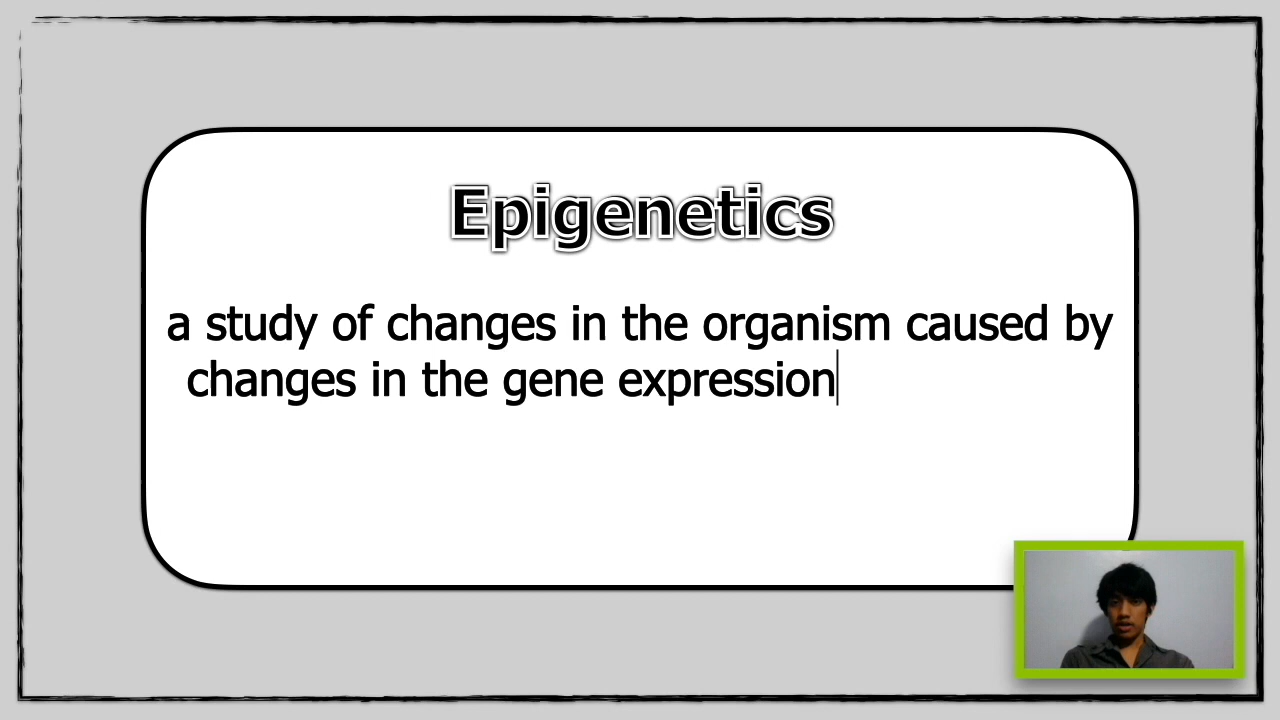 Epigenetics
a study of changes in the organism caused by
changes in the gene expression